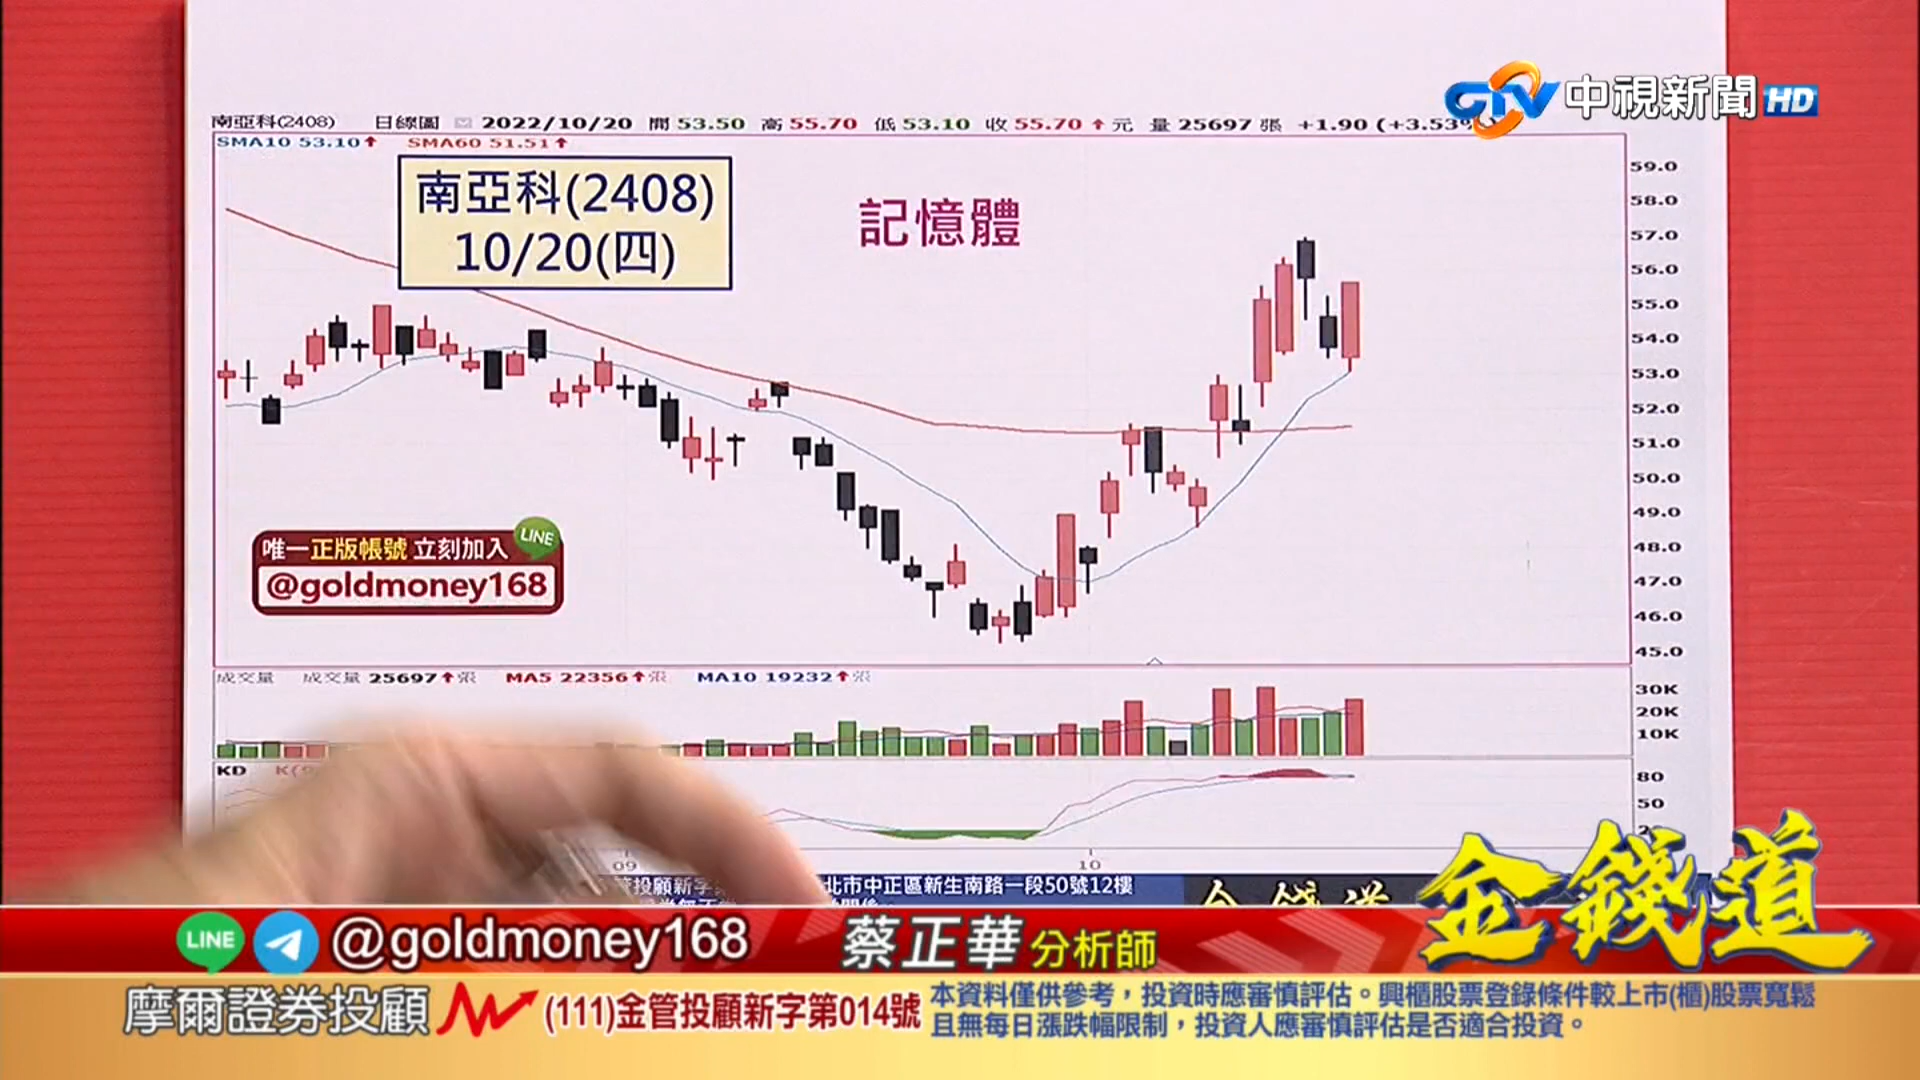 CTV 中視新聞 HD
南亞科(2408) 日線圖 2022/10/20 開 53.50 高 55.70 低 53.10 收 55.70↑元 量 25697 張 +1.90 (+3.53%)
SMA10 53.10↑ SMA60 51.51↑
南亞科(2408)
10/20(四)
記憶體
59.0
58.0
57.0
56.0
55.0
54.0
53.0
52.0
51.0
50.0
49.0
48.0
47.0
46.0
45.0
唯一正版帳號 立刻加入 LINE
@goldmoney168
成交量 成交量 25697↑張 MA5 22356↑張 MA10 19232↑張
30K
20K
10K
KD
80
50
09 10
投顧新字 北市中正區新生南路一段50號12樓
金錢道
LINE @goldmoney168 蔡正華 分析師
金錢道
摩爾證券投顧 (111)金管投顧新字第014號
本資料僅供參考，投資時應審慎評估。興櫃股票登錄條件較上市(櫃)股票寬鬆
且無每日漲跌幅限制，投資人應審慎評估是否適合投資。